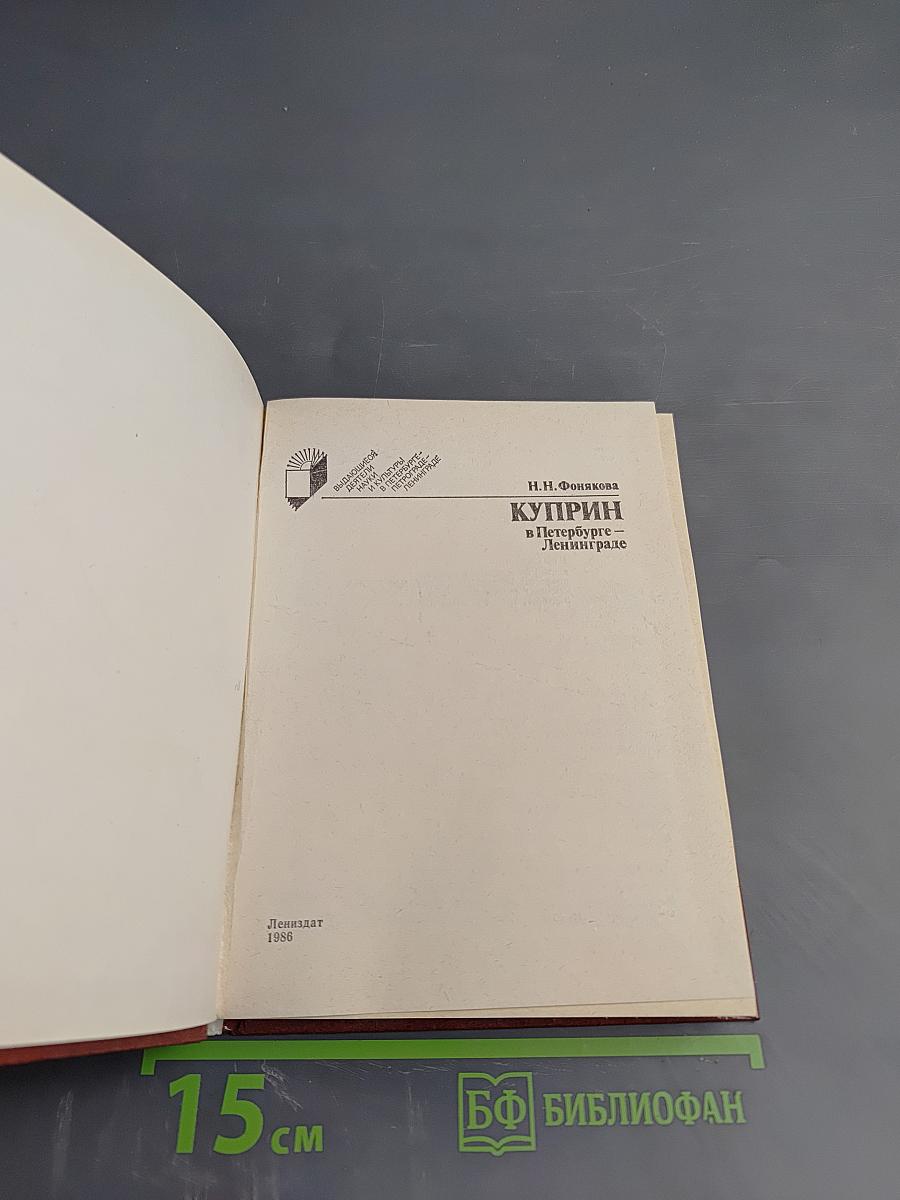 ВЫДАЮЩИЕСЯ
ДЕЯТЕЛИ
НАУКИ
И КУЛЬТУРЫ
В ПЕТЕРБУРГЕ–
ПЕТРОГРАДЕ–
ЛЕНИНГРАДЕ
Н. Н. Фонякова
КУПРИН
в Петербурге –
Ленинграде
Лениздат
1986
15 см
БФ БИБЛИОФАН